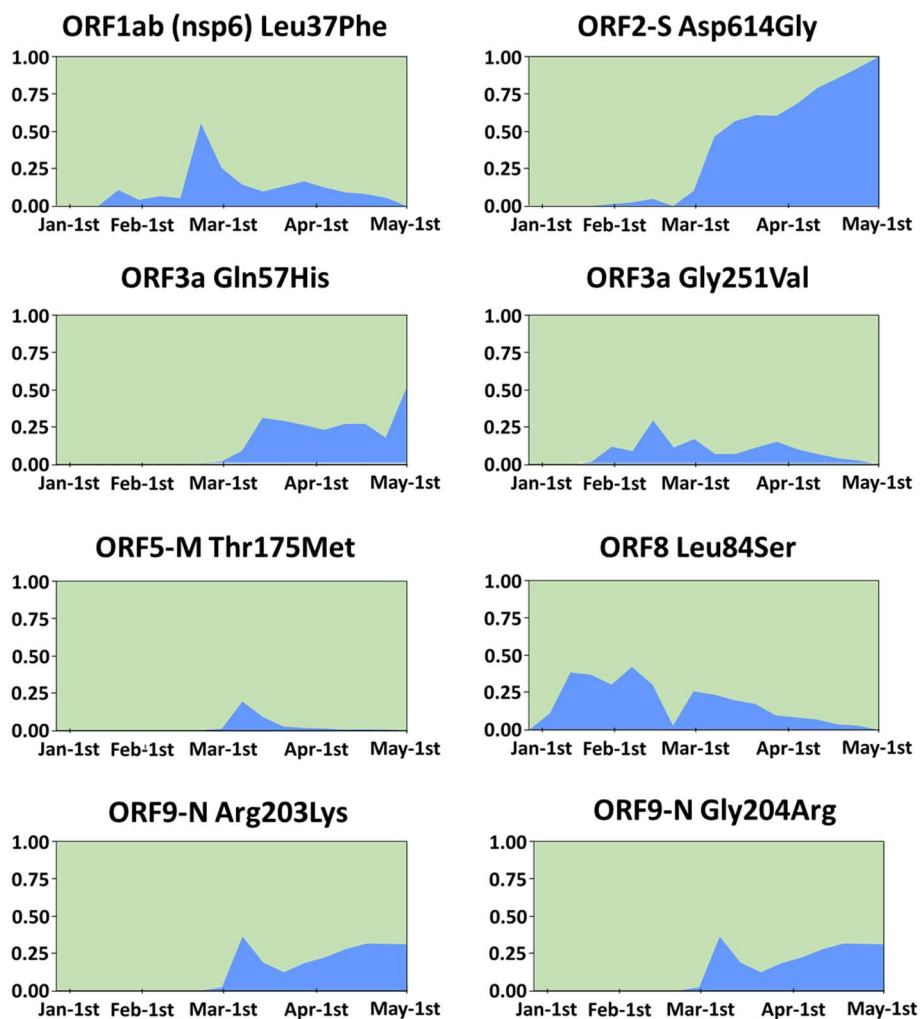 ORF1ab (nsp6) Leu37Phe
1.00
0.75
0.50
0.25
0.00
Jan-1st Feb-1st Mar-1st Apr-1st May-1st
ORF2-S Asp614Gly
1.00
0.75
0.50
0.25
0.00
Jan-1st Feb-1st Mar-1st Apr-1st May-1st
ORF3a Gln57His
1.00
0.75
0.50
0.25
0.00
Jan-1st Feb-1st Mar-1st Apr-1st May-1st
ORF3a Gly251Val
1.00
0.75
0.50
0.25
0.00
Jan-1st Feb-1st Mar-1st Apr-1st May-1st
ORF5-M Thr175Met
1.00
0.75
0.50
0.25
0.00
Jan-1st Feb-1st Mar-1st Apr-1st May-1st
ORF8 Leu84Ser
1.00
0.75
0.50
0.25
0.00
Jan-1st Feb-1st Mar-1st Apr-1st May-1st
ORF9-N Arg203Lys
1.00
0.75
0.50
0.25
0.00
Jan-1st Feb-1st Mar-1st Apr-1st May-1st
ORF9-N Gly204Arg
1.00
0.75
0.50
0.25
0.00
Jan-1st Feb-1st Mar-1st Apr-1st May-1st